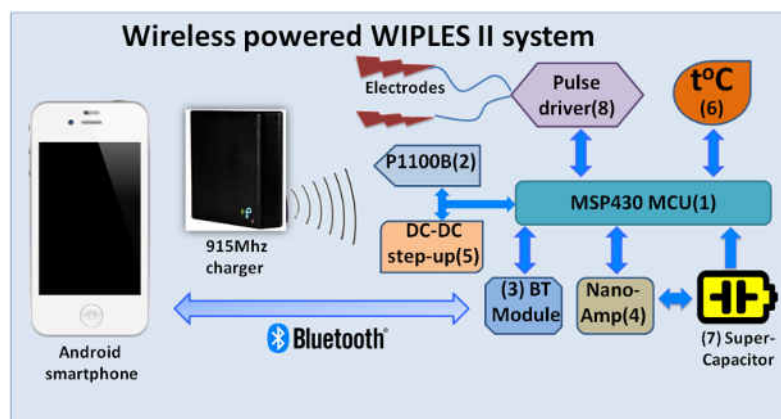 Wireless powered WIPLES II system
Electrodes
Pulse
driver(8)
t°C
(6)
P1100B(2)
MSP430 MCU(1)
DC-DC
step-up(5)
915Mhz
charger
(3) BT
Module
Nano-
Amp(4)
(7) Super-
Capacitor
Bluetooth®
Android
smartphone